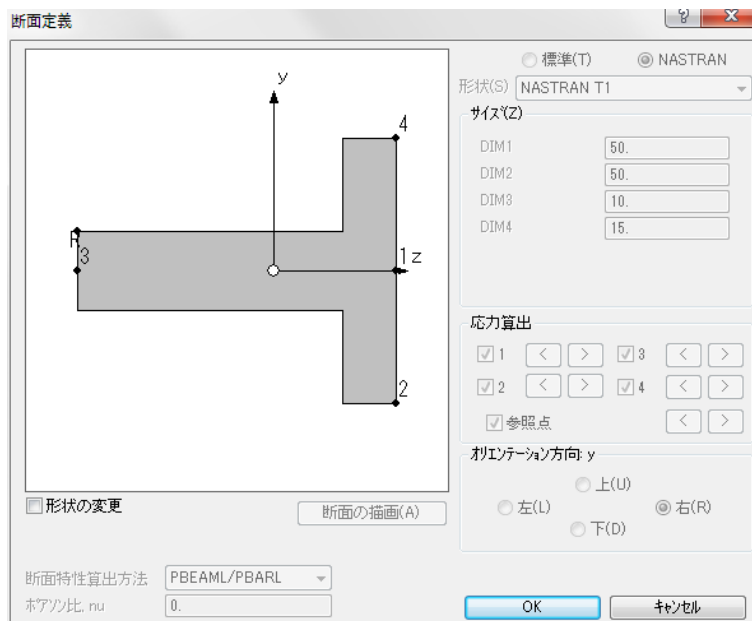 断面定義
y
4
R
3
1 z
2
標準(T) NASTRAN
形状(S) NASTRAN T1
サイズ(Z)
DIM1 50.
DIM2 50.
DIM3 10.
DIM4 15.
応力算出
1 < > 3 < >
2 < > 4 < >
参照点 < >
オリエンテーション方向: y
上(U)
左(L) 右(R)
下(D)
形状の変更 断面の描画(A)
断面特性算出方法 PBEAML/PBARL
ポアソン比, nu 0.
OK キャンセル